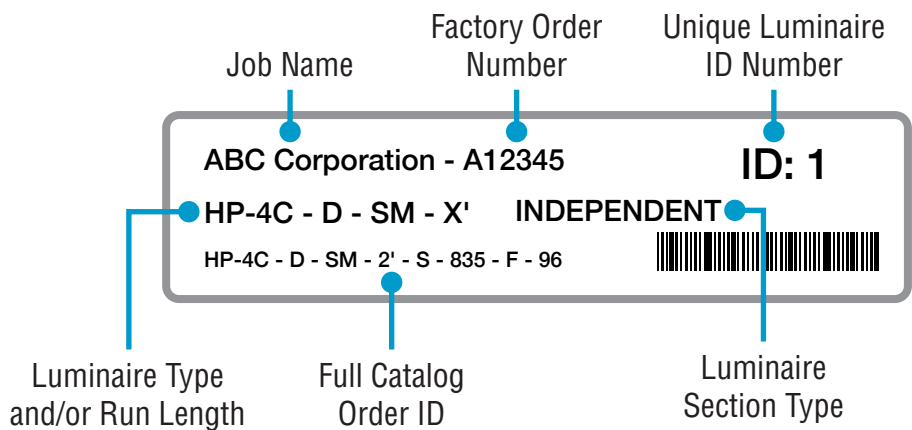 Job Name
Factory Order
Number
Unique Luminaire
ID Number
ABC Corporation - A12345
ID: 1
HP-4C - D - SM - X'
INDEPENDENT
HP-4C - D - SM - 2' - S - 835 - F - 96
Luminaire Type
and/or Run Length
Full Catalog
Order ID
Luminaire
Section Type